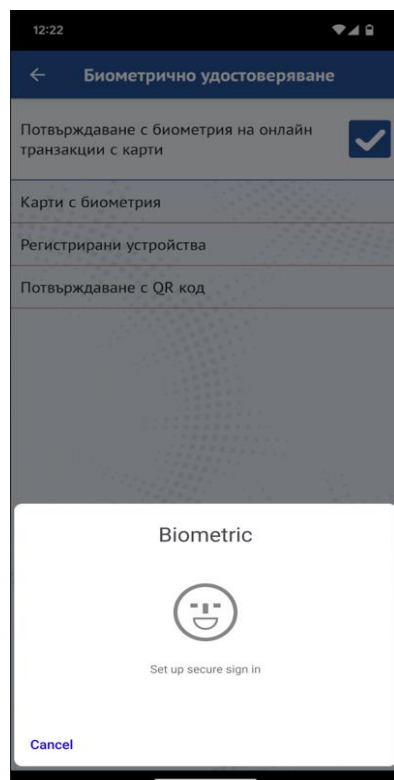 12:22
Биометрично удостоверяване
Потвърждаване с биометрия на онлайн
транзакции с карти
Карти с биометрия
Регистрирани устройства
Потвърждаване с QR код
Biometric
Set up secure sign in
Cancel